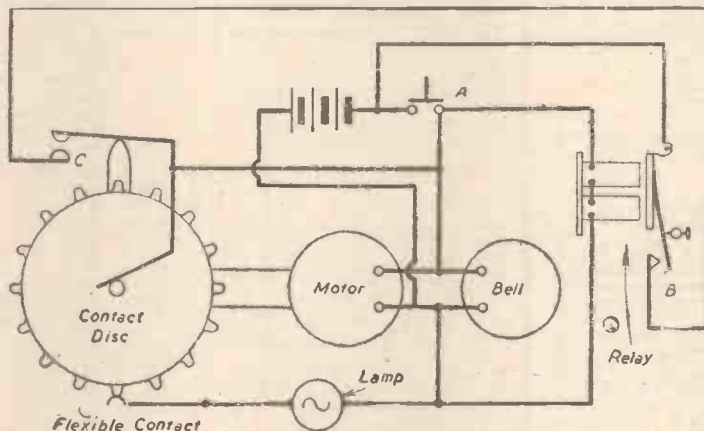 A
C
Motor
Bell
Contact
Disc
B
Relay
Lamp
Flexible Contact